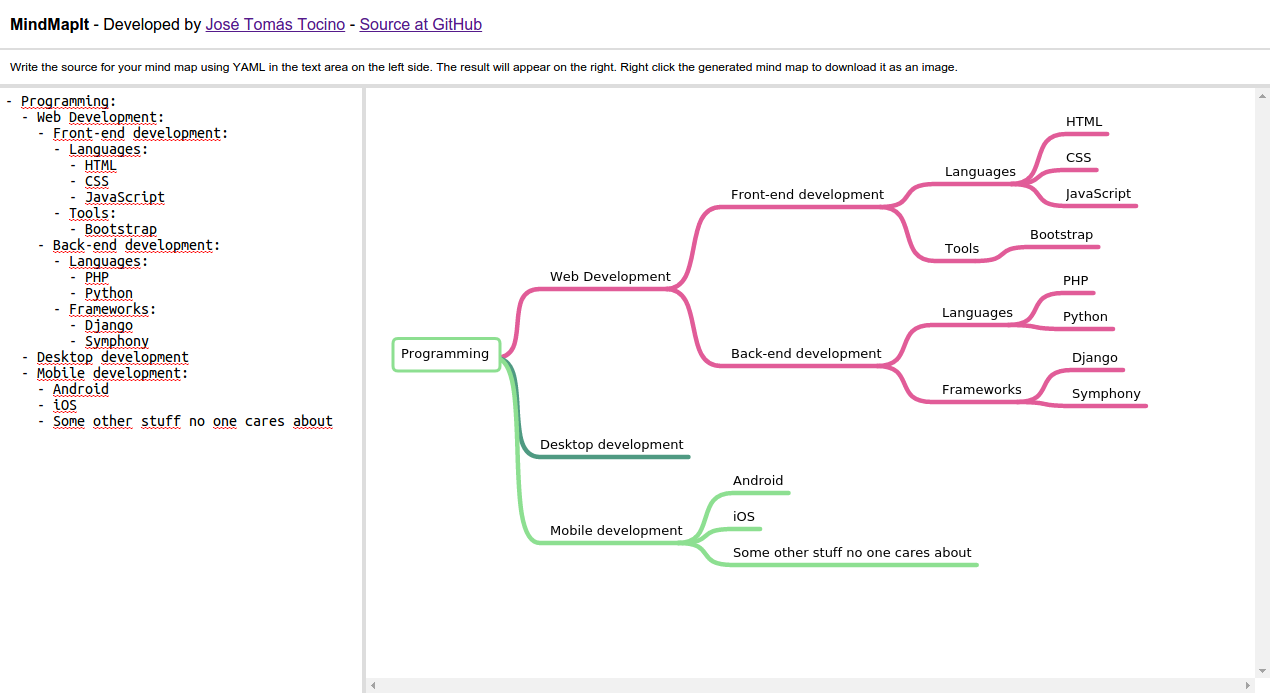 MindMapIt - Developed by José Tomás Tocino - Source at GitHub
Write the source for your mind map using YAML in the text area on the left side. The result will appear on the right. Right click the generated mind map to download it as an image.
- Programming:
- Web Development:
- Front-end development:
- Languages:
- HTML
- CSS
- JavaScript
- Tools:
- Bootstrap
- Back-end development:
- Languages:
- PHP
- Python
- Frameworks:
- Django
- Symphony
- Desktop development
- Mobile development:
- Android
- iOS
- Some other stuff no one cares about
Programming
Web Development
Front-end development
Languages
HTML
CSS
JavaScript
Tools
Bootstrap
Back-end development
Languages
PHP
Python
Frameworks
Django
Symphony
Desktop development
Mobile development
Android
iOS
Some other stuff no one cares about